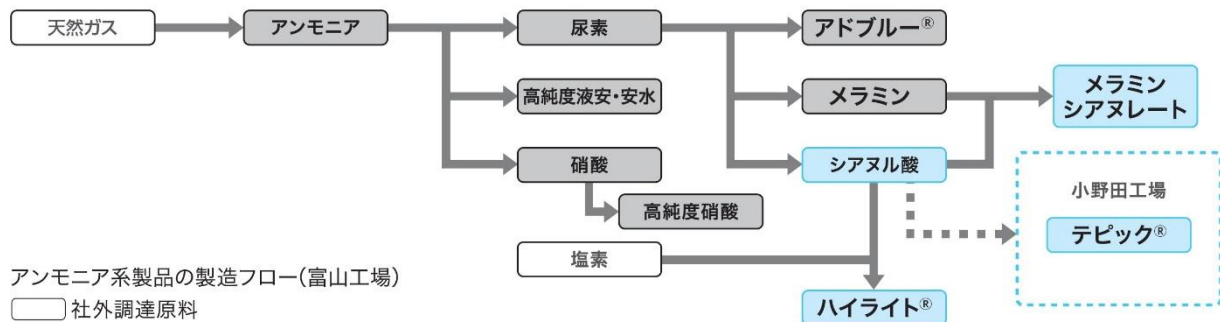 天然ガス
アンモニア
尿素
アドブルー®
高純度液安・安水
メラミン
メラミン
シアヌレート
硝酸
シアヌル酸
高純度硝酸
小野田工場
テピック®
塩素
ハイライト®
アンモニア系製品の製造フロー(富山工場)
社外調達原料